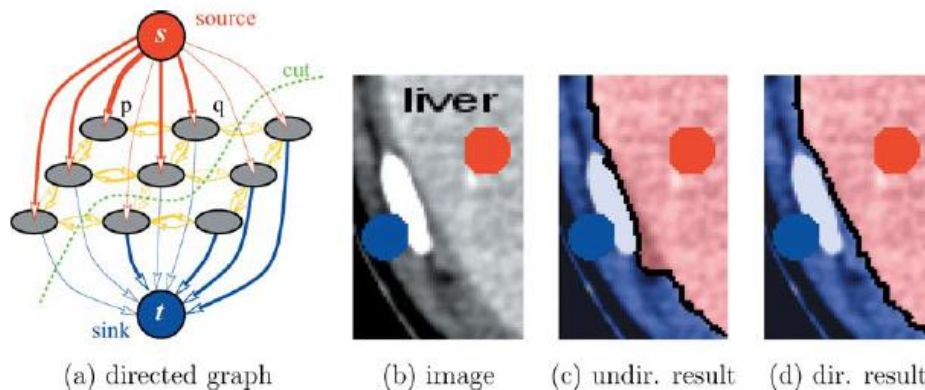 s
source
cut
p
q
sink
t
liver
(a) directed graph
(b) image
(c) undir. result
(d) dir. result